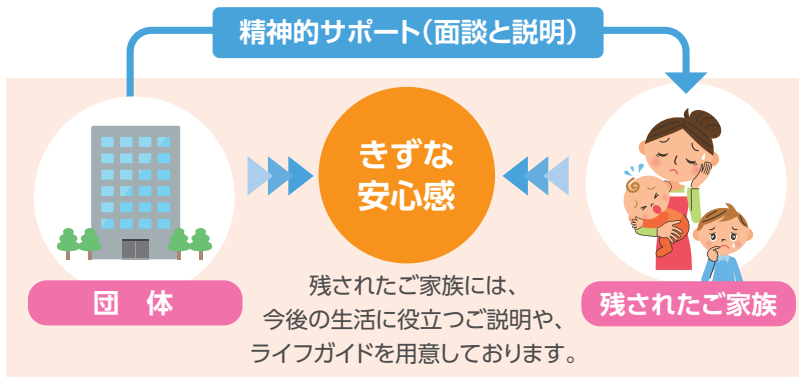 精神的サポート（面談と説明）
きずな
安心感
団　体
残されたご家族
残されたご家族には、
今後の生活に役立つご説明や、
ライフガイドを用意しております。